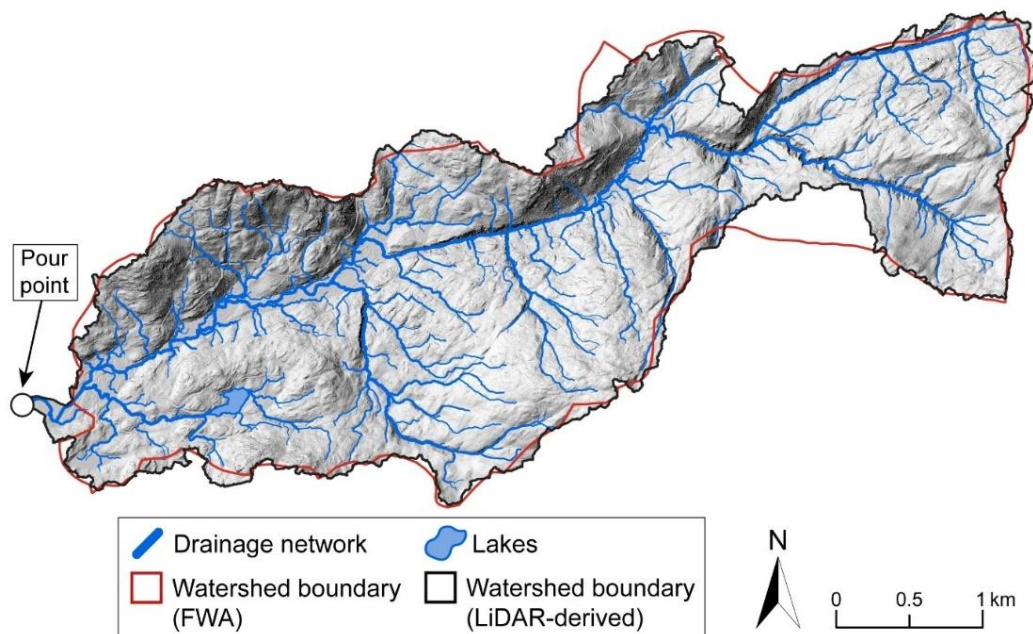 Pour
point
Drainage network
Lakes
Watershed boundary
(FWA)
Watershed boundary
(LiDAR-derived)
N
0 0.5 1 km